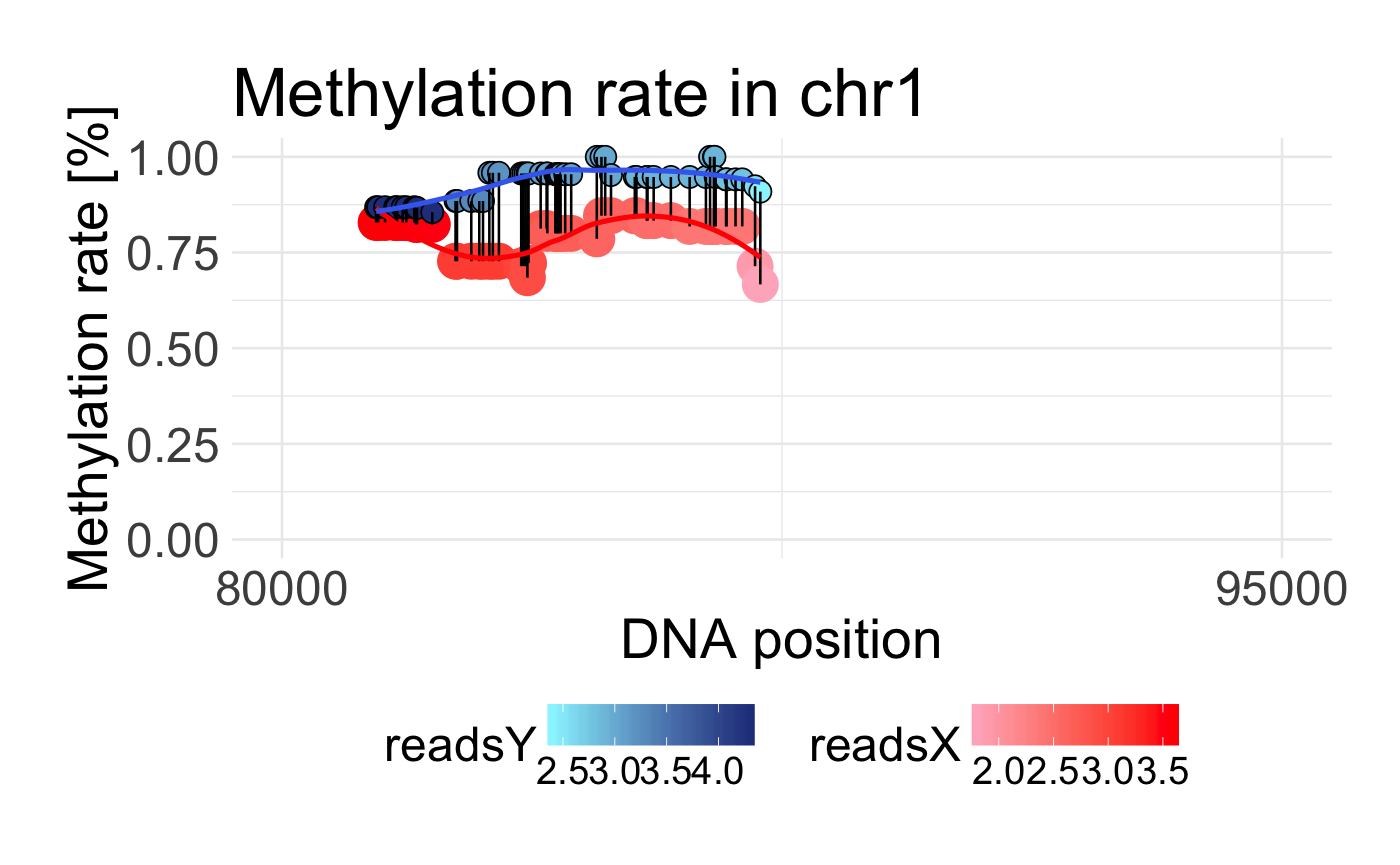 Methylation rate in chr1
Methylation rate [%]
1.00
0.75
0.50
0.25
0.00
80000 95000
DNA position
readsY 2.53.03.54.0 readsX 2.02.53.03.5